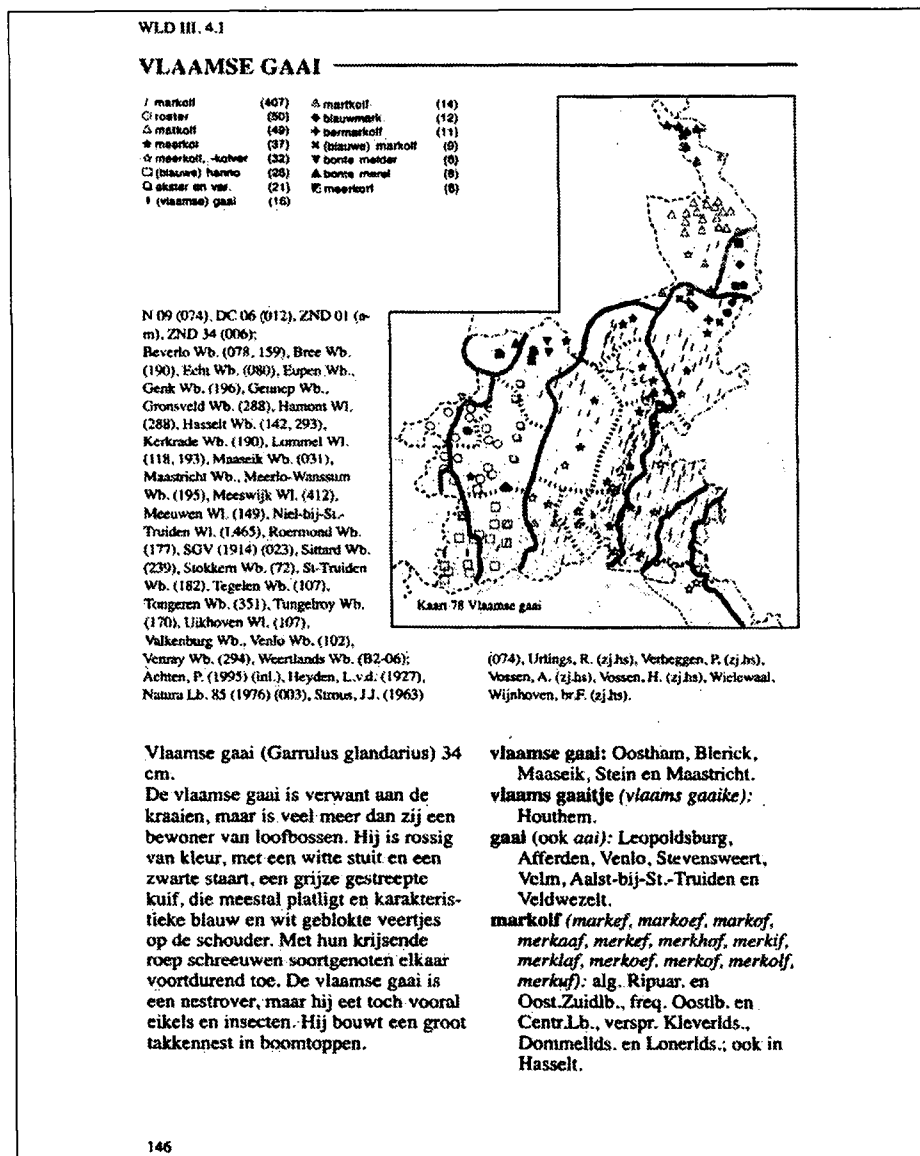 WLD III, 4.1
VLAAMSE GAAI
/ markolf (407)
roster (50)
matkolf (49)
meerkol (37)
meerkolf, -kolver (32)
(blauwe) hanno (26)
akster en var. (21)
(vlaamse) gaai (16)
martkolf (14)
blauwmark (12)
bermarkolf (11)
(blauwe) markolf (9)
bonte melder (6)
bonte merel (6)
meerkorf (6)
N 09 (074), DC 06 (012), ZND 01 (a-
m), ZND 34 (006);
Beverlo Wb. (078, 159), Bree Wb.
(190), Echt Wb. (080), Eupen Wb.,
Genk Wb. (196), Gennep Wb.,
Gronsveld Wb. (288), Hamont Wl.
(288), Hasselt Wb. (142, 293),
Kerkrade Wb. (190), Lommel Wl.
(118, 193), Maaseik Wb. (031),
Maastricht Wb., Meerlo-Wanssum
Wb. (195), Meeswijk Wl. (412),
Meeuwen Wl. (149), Niel-bij-St.-
Truiden Wl. (1.465), Roermond Wb.
(177), SGV (1914) (023), Sittard Wb.
(239), Stokkem Wb. (72), St-Truiden
Wb. (182), Tegelen Wb. (107),
Tongeren Wb. (351), Tungelroy Wb.
(170), Uikhoven Wl. (107),
Valkenburg Wb., Venlo Wb. (102),
Venray Wb. (294), Weertlands Wb. (B2-06);
Achten, P. (1995) (inl.), Heyden, L.v.d. (1927),
Natura Lb. 85 (1976) (003), Strous, J.J. (1963)
Kaart 78 Vlaamse gaai
(074), Urlings, R. (zj.hs), Verheggen, P. (zj.hs),
Vossen, A. (zj.hs), Vossen, H. (zj.hs), Wielewaal,
Wijnhoven, br.F. (zj.hs).
Vlaamse gaai (Garrulus glandarius) 34
cm.
De vlaamse gaai is verwant aan de
kraaien, maar is veel meer dan zij een
bewoner van loofbossen. Hij is rossig
van kleur, met een witte stuit en een
zwarte staart, een grijze gestreepte
kuif, die meestal platligt en karakteris-
tieke blauw en wit geblokte veertjes
op de schouder. Met hun krijsende
roep schreeuwen soortgenoten elkaar
voortdurend toe. De vlaamse gaai is
een nestrover, maar hij eet toch vooral
eikels en insecten. Hij bouwt een groot
takkennest in boomtoppen.
vlaamse gaai: Oostham, Blerick,
Maaseik, Stein en Maastricht.
vlaams gaaitje (vlaams gaaike):
Houthem.
gaai (ook aai): Leopoldsburg,
Afferden, Venlo, Stevensweert,
Velm, Aalst-bij-St.-Truiden en
Veldwezelt.
markolf (markef, markoef, markof,
merkaaf, merkef, merkhof, merkif,
merklaf, merkoef, merkof, merkolf,
merkuf): alg. Ripuar. en
Oost.Zuidlb., freq. Oostlb. en
Centr.Lb., verspr. Kleverlds.,
Dommellds. en Lonerlds.; ook in
Hasselt.
146